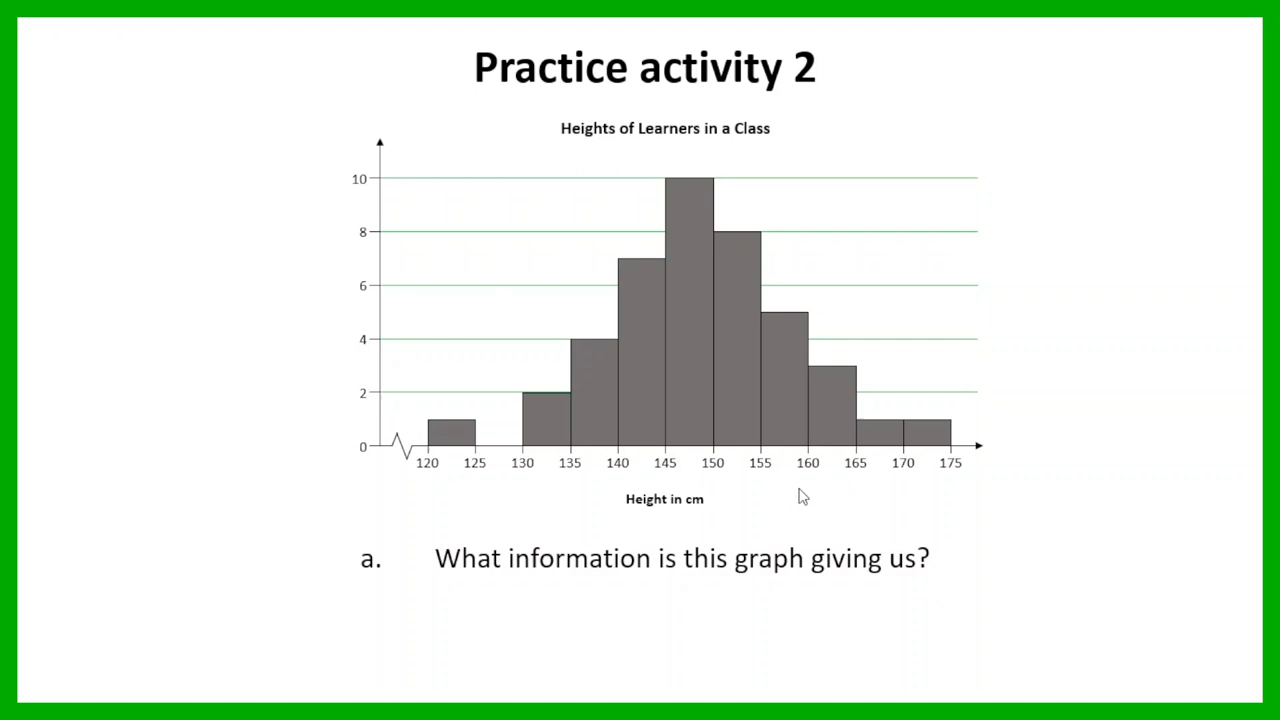 Practice activity 2
Heights of Learners in a Class
10
8
6
4
2
0
120 125 130 135 140 145 150 155 160 165 170 175
Height in cm
a. What information is this graph giving us?